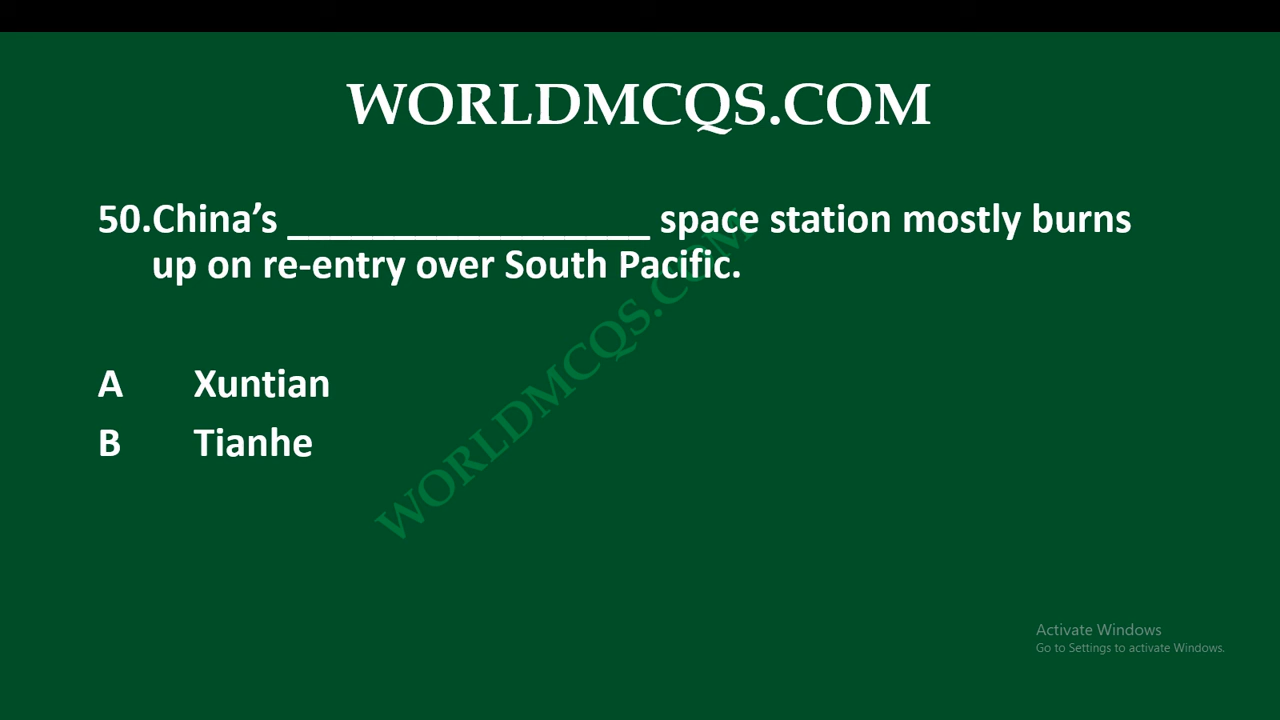 WORLDMCQS.COM
50.China’s _________________ space station mostly burns
up on re-entry over South Pacific.
WORLDMCQS.COM
A Xuntian
B Tianhe
Activate Windows
Go to Settings to activate Windows.